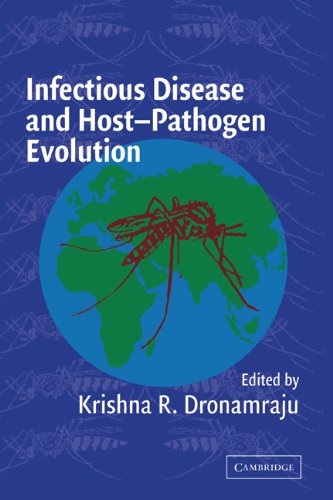 Infectious Disease
and Host–Pathogen
Evolution
Edited by
Krishna R. Dronamraju
CAMBRIDGE